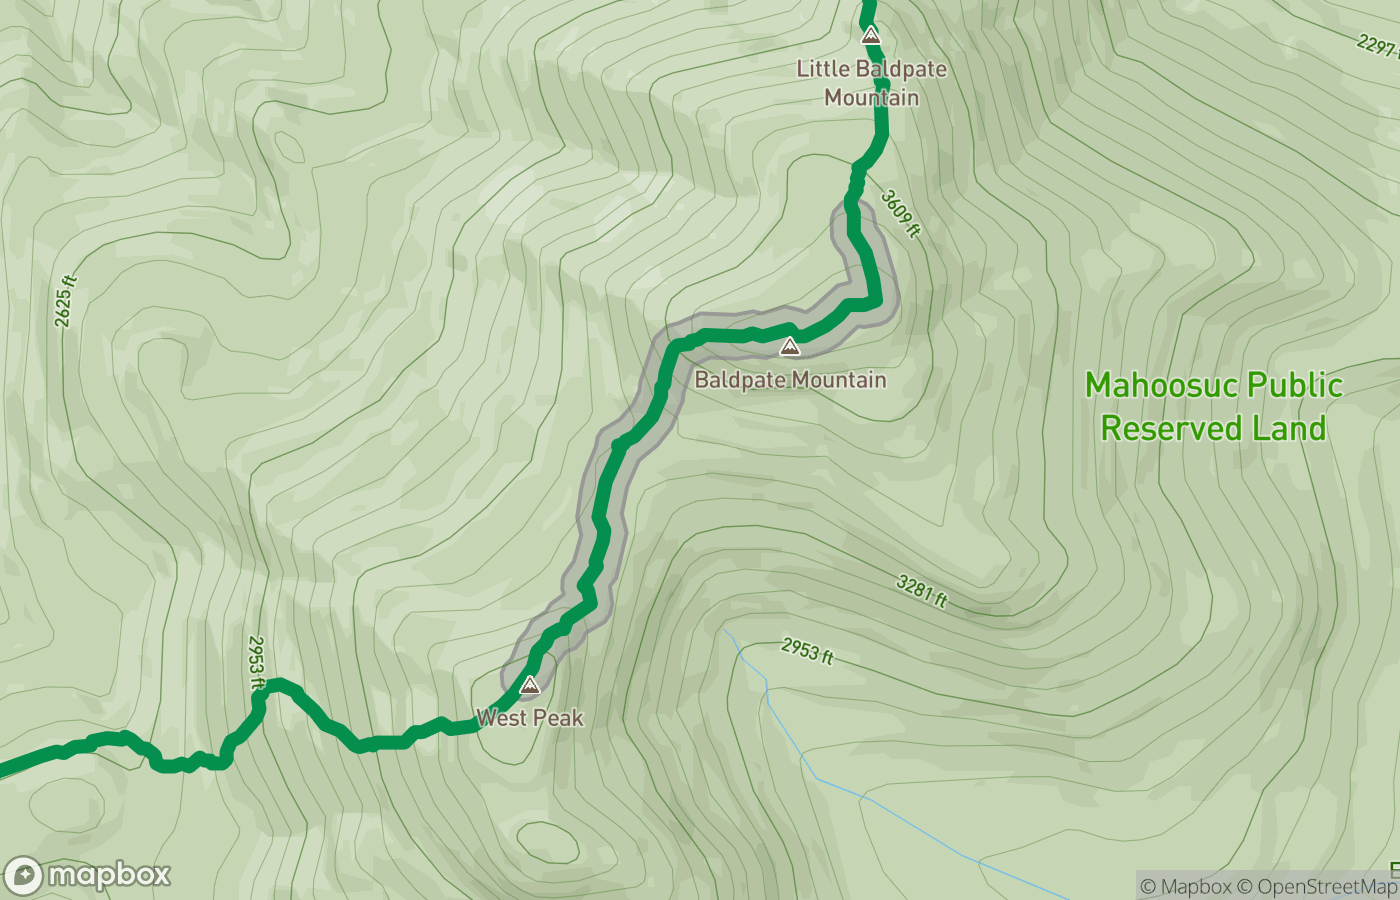 2297 ft
Little Baldpate
Mountain
3609 ft
2625 ft
Baldpate Mountain
Mahoosuc Public
Reserved Land
3281 ft
2953 ft
2953 ft
West Peak
mapbox
© Mapbox © OpenStreetMap